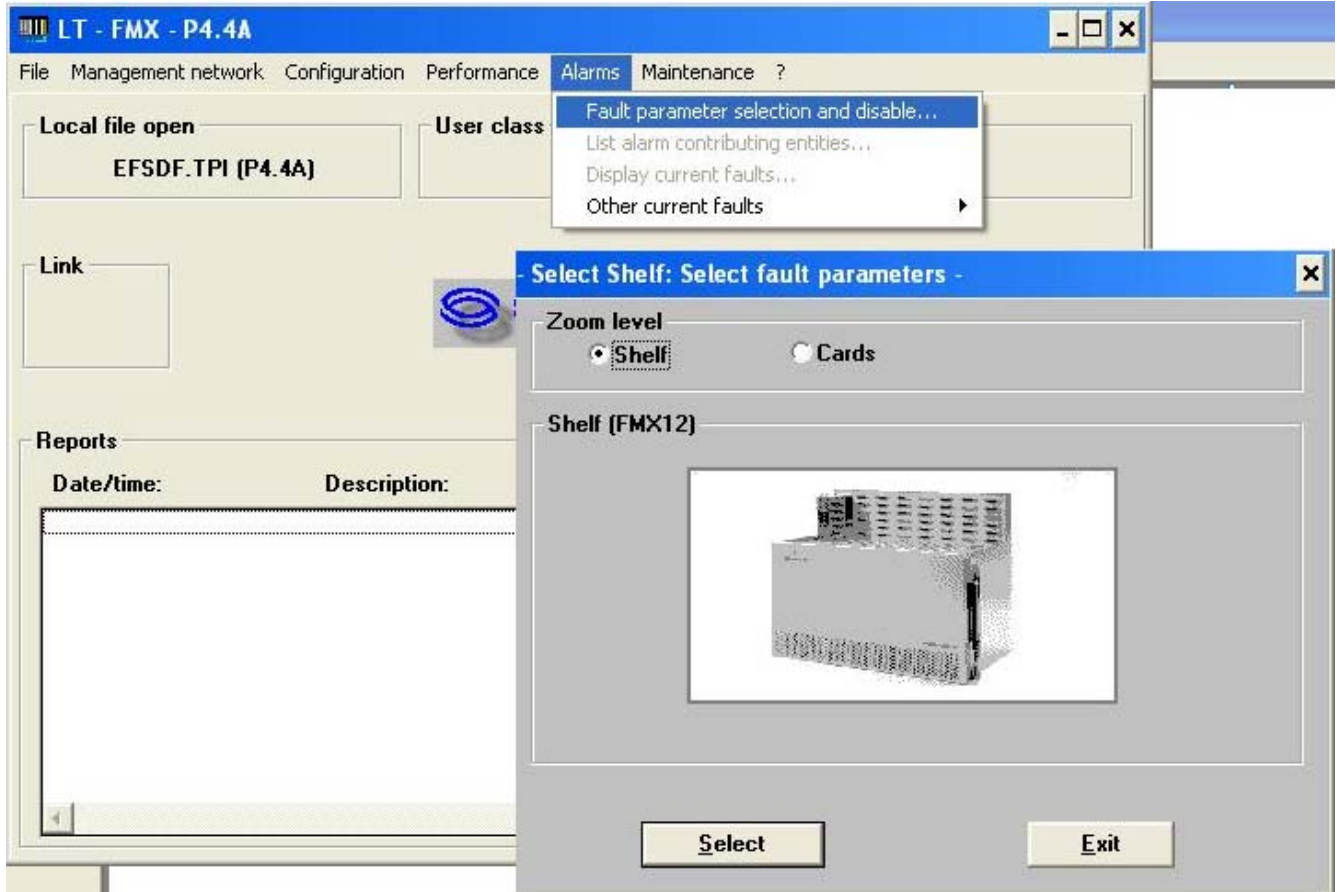 LT - FMX - P4.4A
File Management network Configuration Performance Alarms Maintenance ?
Fault parameter selection and disable...
List alarm contributing entities...
Display current faults...
Other current faults
Local file open
EFSDF.TPI (P4.4A)
User class
Link
Reports
Date/time: Description:
- Select Shelf: Select fault parameters -
Zoom level
Shelf Cards
Shelf (FMX12)
Select Exit